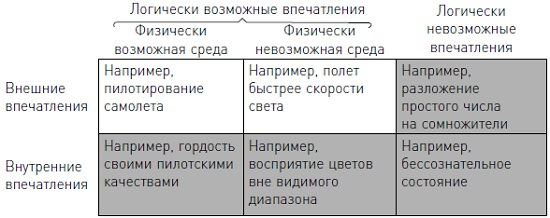 Логически возможные впечатления
Логически
невозможные
впечатления
Физически
возможная среда
Физически
невозможная среда
Внешние
впечатления
Например,
пилотирование
самолета
Например, полет
быстрее скорости
света
Например,
разложение
простого числа
на сомножители
Внутренние
впечатления
Например, гордость
своими пилотскими
качествами
Например,
восприятие цветов
вне видимого
диапазона
Например,
бессознательное
состояние